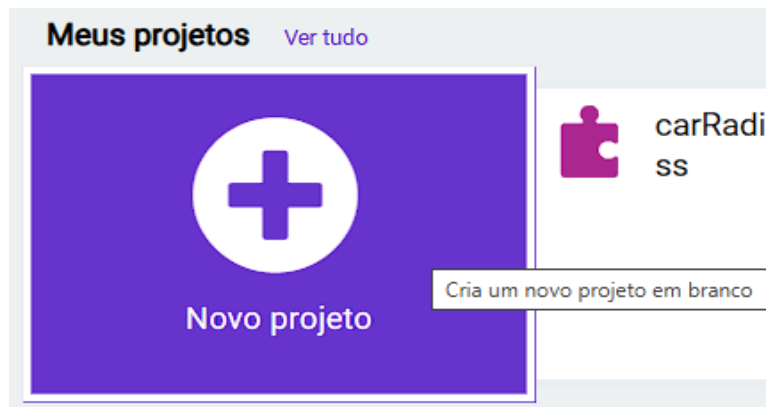 Meus projetos Ver tudo
carRadi
ss
Cria um novo projeto em branco
Novo projeto